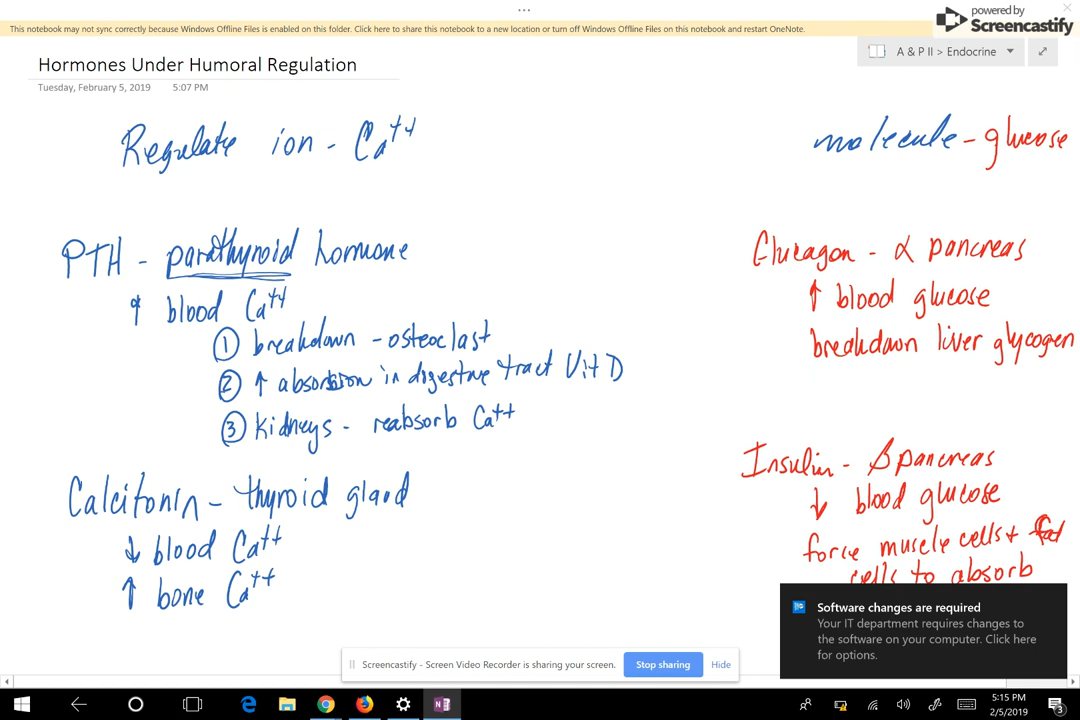 powered by
Screencastify
This notebook may not sync correctly because Windows Offline Files is enabled on this folder. Click here to share this notebook to a new location or turn off Windows Offline Files on this notebook and restart OneNote.
A & P II > Endocrine
Hormones Under Humoral Regulation
Tuesday, February 5, 2019 5:07 PM
Regulate ion - Ca++
molecule - glucose
PTH - parathyroid hormone
↑ blood Ca++
① breakdown - osteoclast
② ↑ absorbsion in digestive tract Vit D
③ kidneys - reabsorb Ca++
Calcitonin - thyroid gland
↓ blood Ca++
↑ bone Ca++
Glucagon - α pancreas
↑ blood glucose
breakdown liver glycogen
Insulin - β pancreas
↓ blood glucose
force muscle cells + fat
cells to absorb
Software changes are required
Your IT department requires changes to
the software on your computer. Click here
for options.
Screencastify - Screen Video Recorder is sharing your screen.
Stop sharing
Hide
5:15 PM
2/5/2019
3